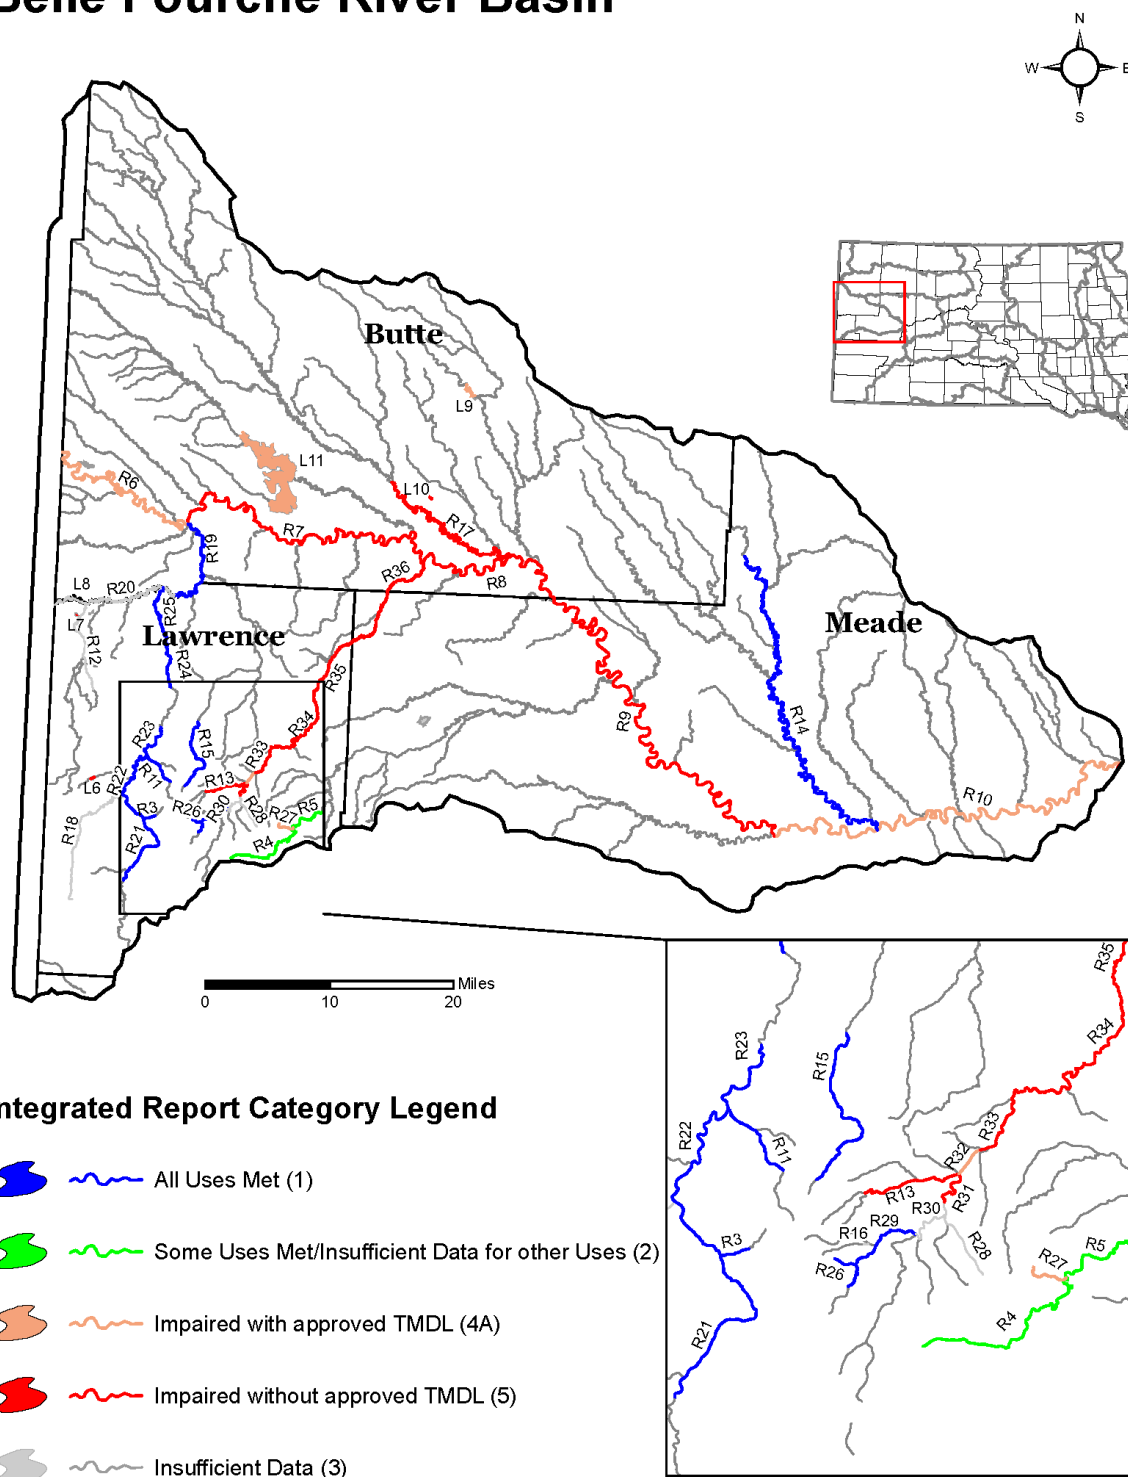 Belle Fourche River Basin
N
W
E
S
Butte
L9
L11
L10
R6
R17
R7
R19
R36
R8
L8
R20
R25
L7
Lawrence
Meade
R12
R24
R35
R9
R14
R23
R34
R15
R33
R11
R22
L6
R13
R10
R3
R26
R30
R28
R27
R5
R18
R21
R4
Miles
0
10
20
R35
R34
R23
R15
R33
R22
R11
R32
R13
R31
R30
R29
R16
R3
R28
R5
R27
R26
R4
R21
Integrated Report Category Legend
All Uses Met (1)
Some Uses Met/Insufficient Data for other Uses (2)
Impaired with approved TMDL (4A)
Impaired without approved TMDL (5)
Insufficient Data (3)